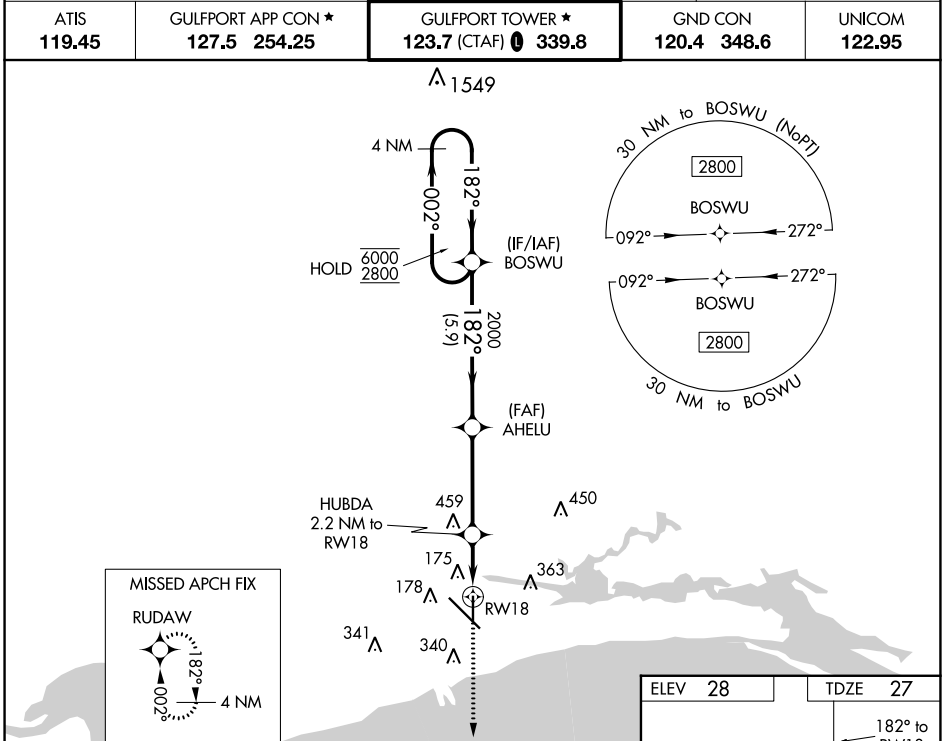 ATIS
119.45
GULFPORT APP CON ★
127.5 254.25
GULFPORT TOWER ★
123.7 (CTAF) L 339.8
GND CON
120.4 348.6
UNICOM
122.95
1549
4 NM
182°
002°
HOLD 6000
2800
(IF/IAF)
BOSWU
2000
182°
(5.9)
(FAF)
AHELU
HUBDA
2.2 NM to
RW18
459
450
175
363
178
RW18
341
340
30 NM to BOSWU (NoPT)
2800
BOSWU
092°
272°
092°
272°
BOSWU
2800
30 NM to BOSWU
MISSED APCH FIX
RUDAW
182°
002°
4 NM
ELEV 28
TDZE 27
182° to
RW18